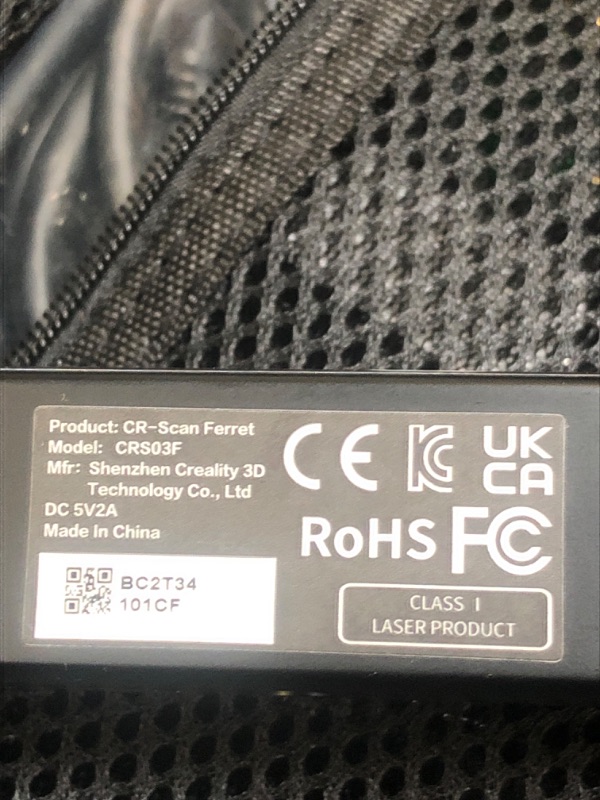 Product: CR-Scan Ferret
Model: CRS03F
Mfr: Shenzhen Creality 3D
Technology Co., Ltd
DC 5V2A
Made In China
BC2T34
101CF
CE KC UK
CA
RoHS FC
CLASS I
LASER PRODUCT